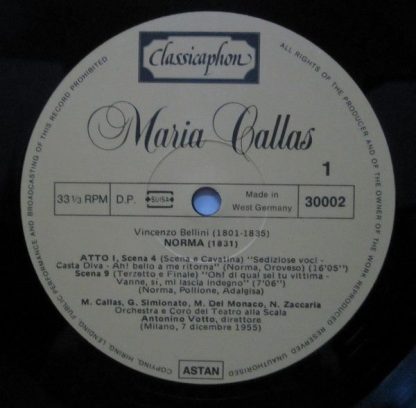 Classicaphon
Maria Callas
1
33 1/3 RPM
D.P.
SUISA
Made in
West Germany
30002
Vincenzo Bellini (1801-1835)
NORMA (1831)
ATTO I, Scena 4 (Scena e Cavatina) "Sediziose voci -
Casta Diva - Ah! bello a me ritorna" (Norma, Oroveso) (16'05")
Scena 9 (Terzetto e Finale) "Oh! di qual sei tu vittima -
Vanne, si, mi lascia indegno" (7'06")
(Norma, Pollione, Adalgisa)
M. Callas, G. Simionato, M. Del Monaco, N. Zaccaria
Orchestra e Coro del Teatro alla Scala
Antonino Votto, direttore
(Milano, 7 dicembre 1955)
ASTAN
ALL RIGHTS OF THE PRODUCER AND OF THE OWNER OF THE WORK REPRODUCED RESERVED. UNAUTHORISED COPYING, HIRING, LENDING, PUBLIC PERFORMANCE AND BROADCASTING OF THIS RECORD PROHIBITED